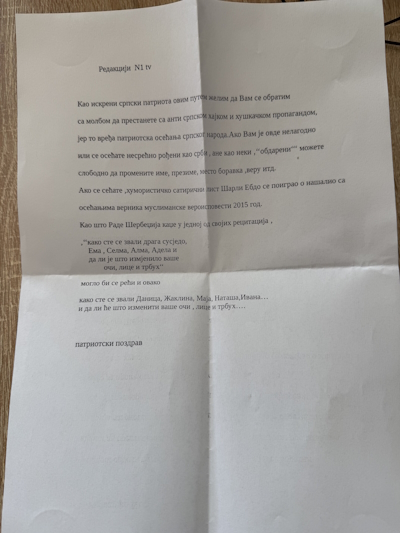 Редакцији N1 tv
Као искрени српски патриота овим путем желим да Вам се обратим
са молбом да престанете са анти српском хајком и хушкачком пропагандом,
јер то вређа патриотска осећања српског народа.Ако Вам је овде нелагодно
или се осећате несрећно рођени као срби , ане као неки ,“обдарени““ можете
слободно да промените име, презиме, место боравка ,веру итд.
Ако се сећате ,хумористичко сатирични лист Шарли Ебдо се поиграо о нашалио са
осећањима верника муслиманске вероисповести 2015 год.
Као што Раде Шербеџија каже у једној од својих рецитација ,
,“како сте се звали драга сусједо,
Ема , Селма, Алма, Адела и
да ли је што измјенило ваше
очи, лице и трбух“
могло би се рећи и овако
како сте се звали Даница, Жаклина, Маја, Наташа,Ивана…
и да ли ће што изменити ваше очи , лице и трбух….
патриотски поздрав